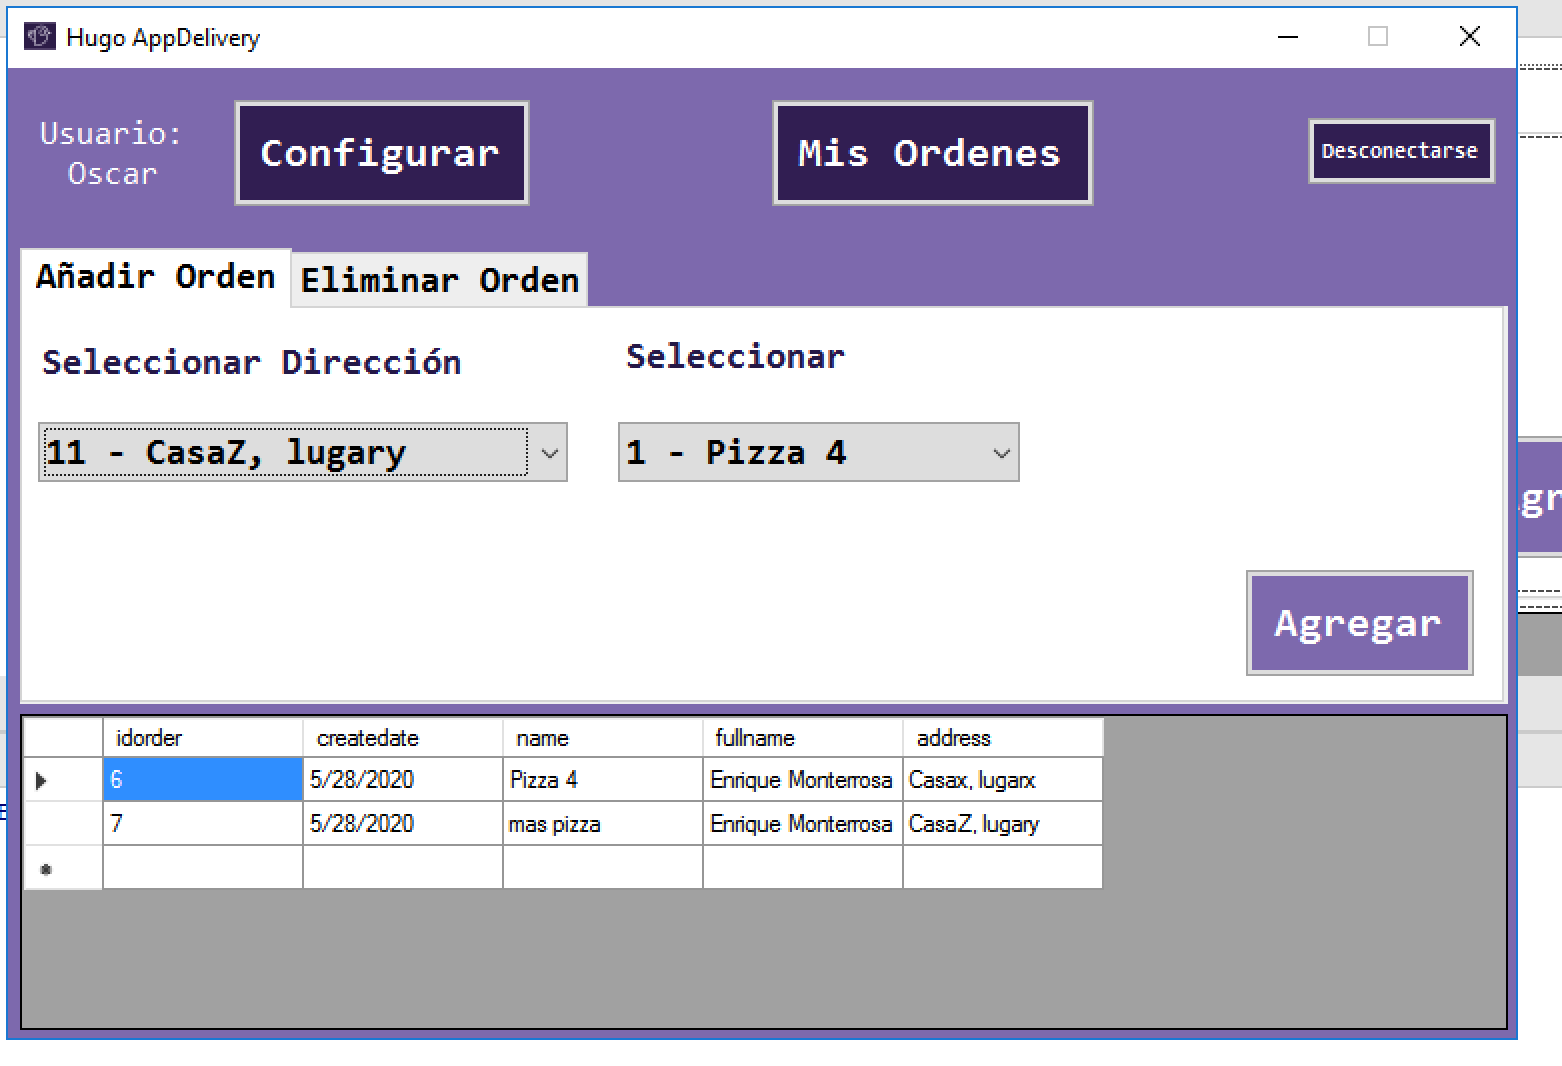 Hugo AppDelivery
Usuario:
Oscar
Configurar
Mis Ordenes
Desconectarse
Añadir Orden
Eliminar Orden
Seleccionar Dirección
Seleccionar
11 - CasaZ, lugary
1 - Pizza 4
Agregar
idorder createdate name fullname address
6 5/28/2020 Pizza 4 Enrique Monterrosa Casax, lugarx
7 5/28/2020 mas pizza Enrique Monterrosa CasaZ, lugary